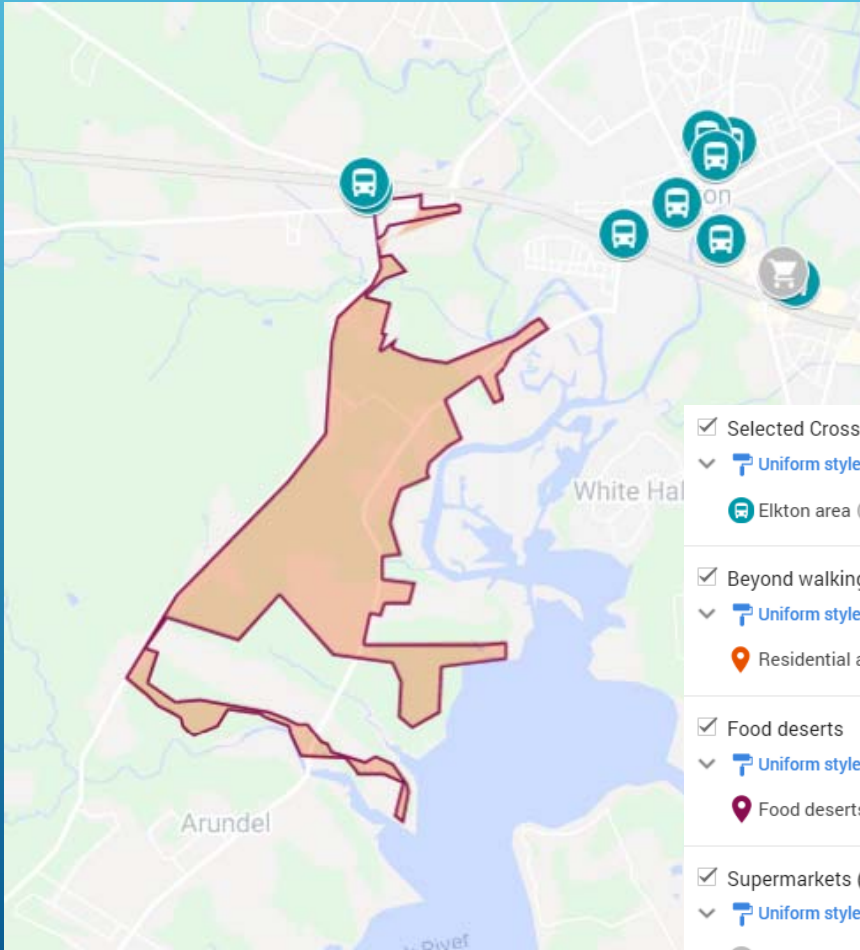 on
White Hal
Arundel
River
Selected Cross
Uniform style
Elkton area (
Beyond walking
Uniform style
Residential a
Food deserts
Uniform style
Food deserts
Supermarkets (
Uniform style